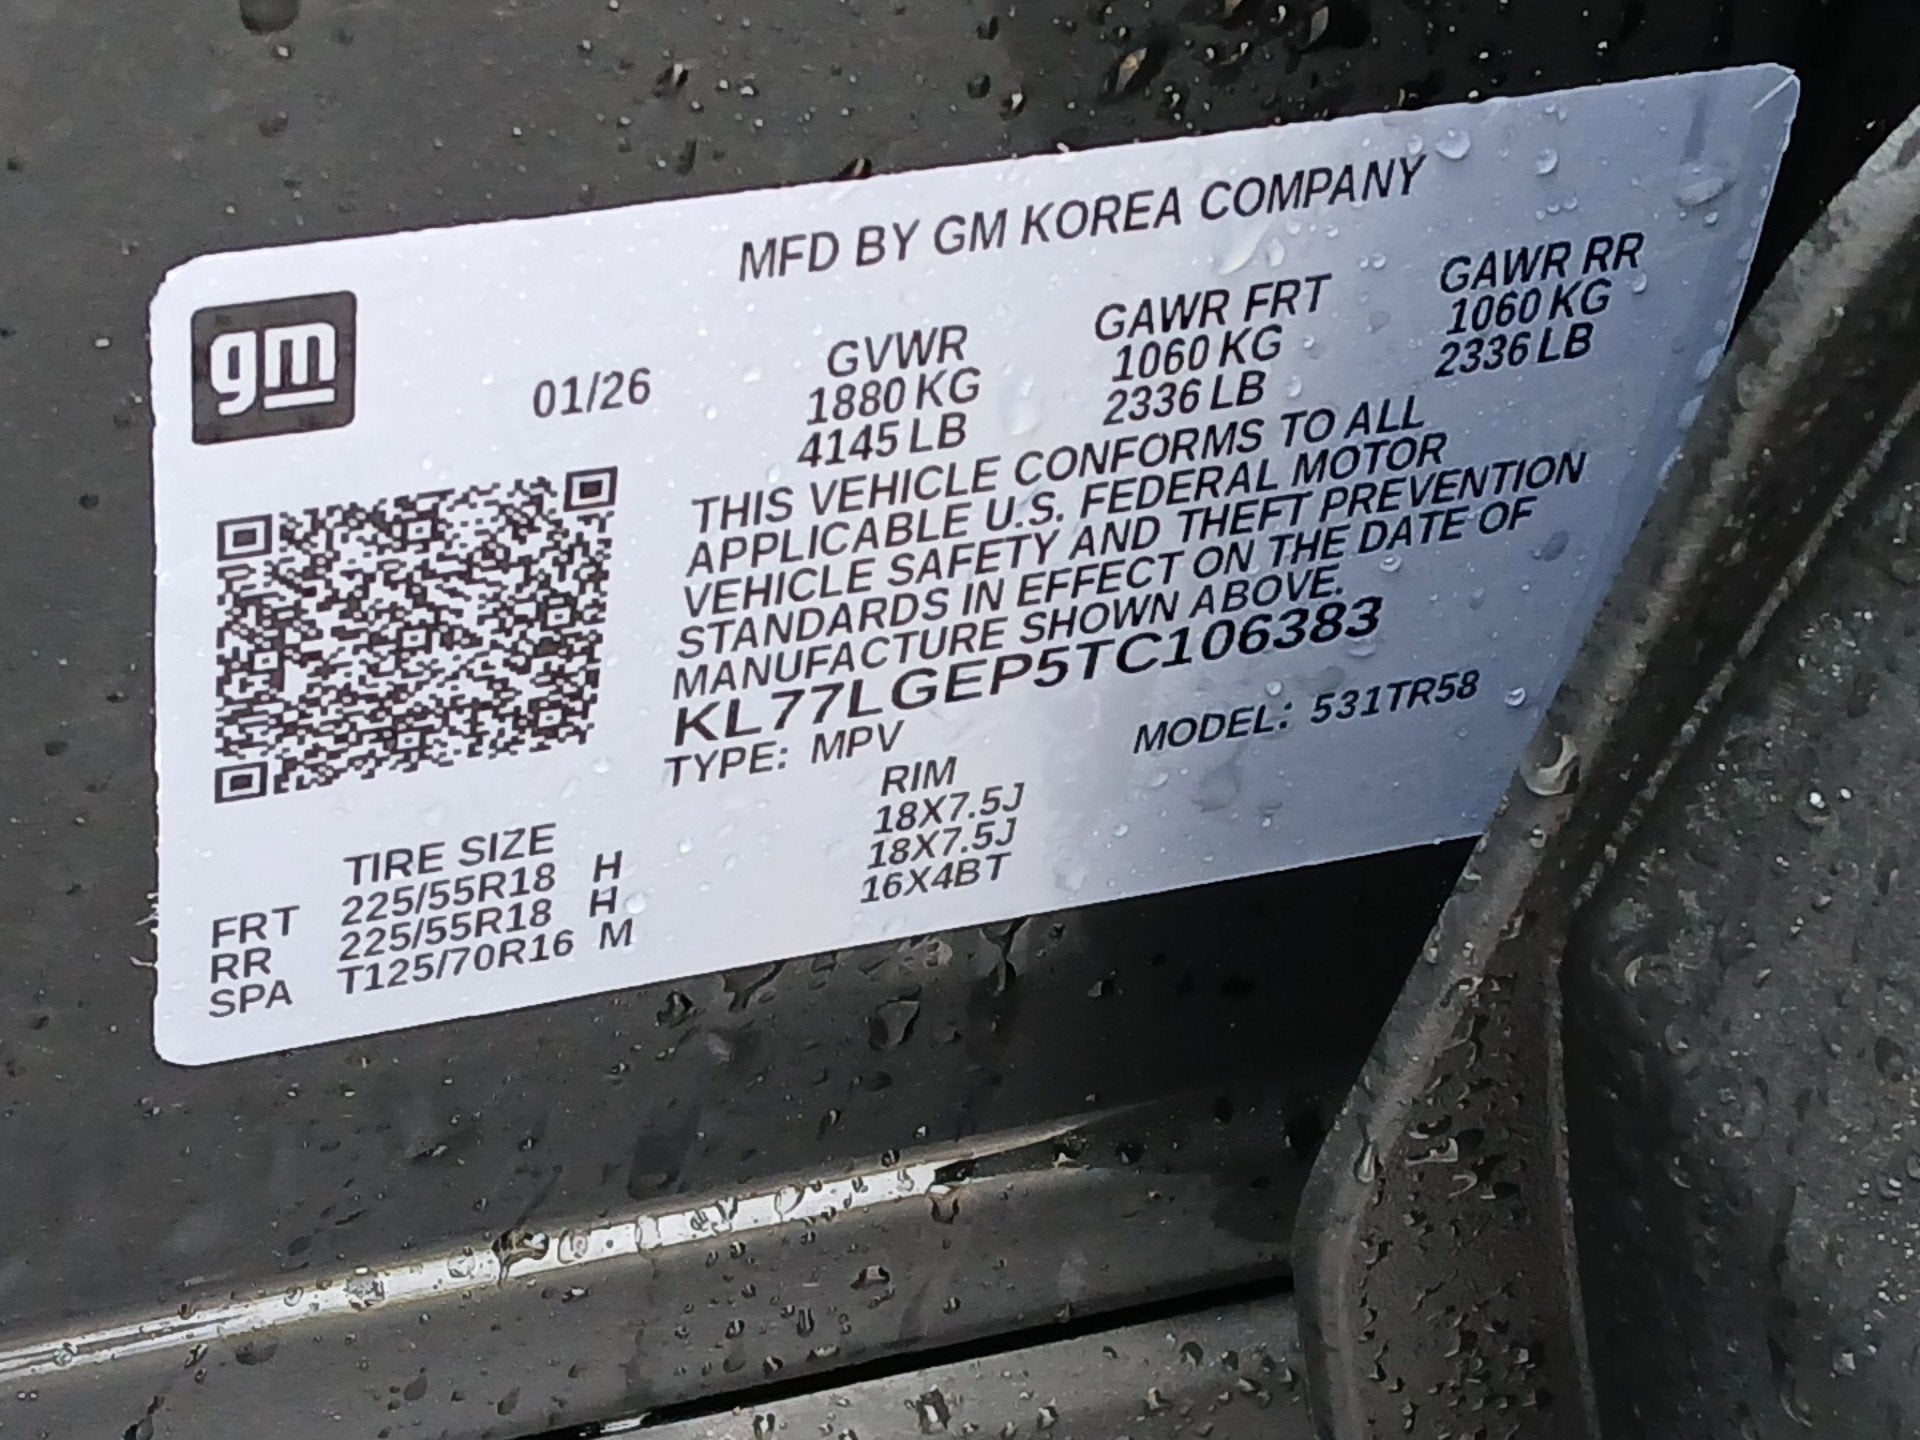 MFD BY GM KOREA COMPANY
gm
01/26
GVWR GAWR FRT GAWR RR
1880 KG 1060 KG 1060 KG
4145 LB 2336 LB 2336 LB
THIS VEHICLE CONFORMS TO ALL
APPLICABLE U.S. FEDERAL MOTOR
VEHICLE SAFETY AND THEFT PREVENTION
STANDARDS IN EFFECT ON THE DATE OF
MANUFACTURE SHOWN ABOVE.
KL77LGEP5TC106383
TYPE: MPV MODEL: 531TR58
TIRE SIZE RIM
FRT 225/55R18 H 18X7.5J
RR 225/55R18 H 18X7.5J
SPA T125/70R16 M 16X4BT